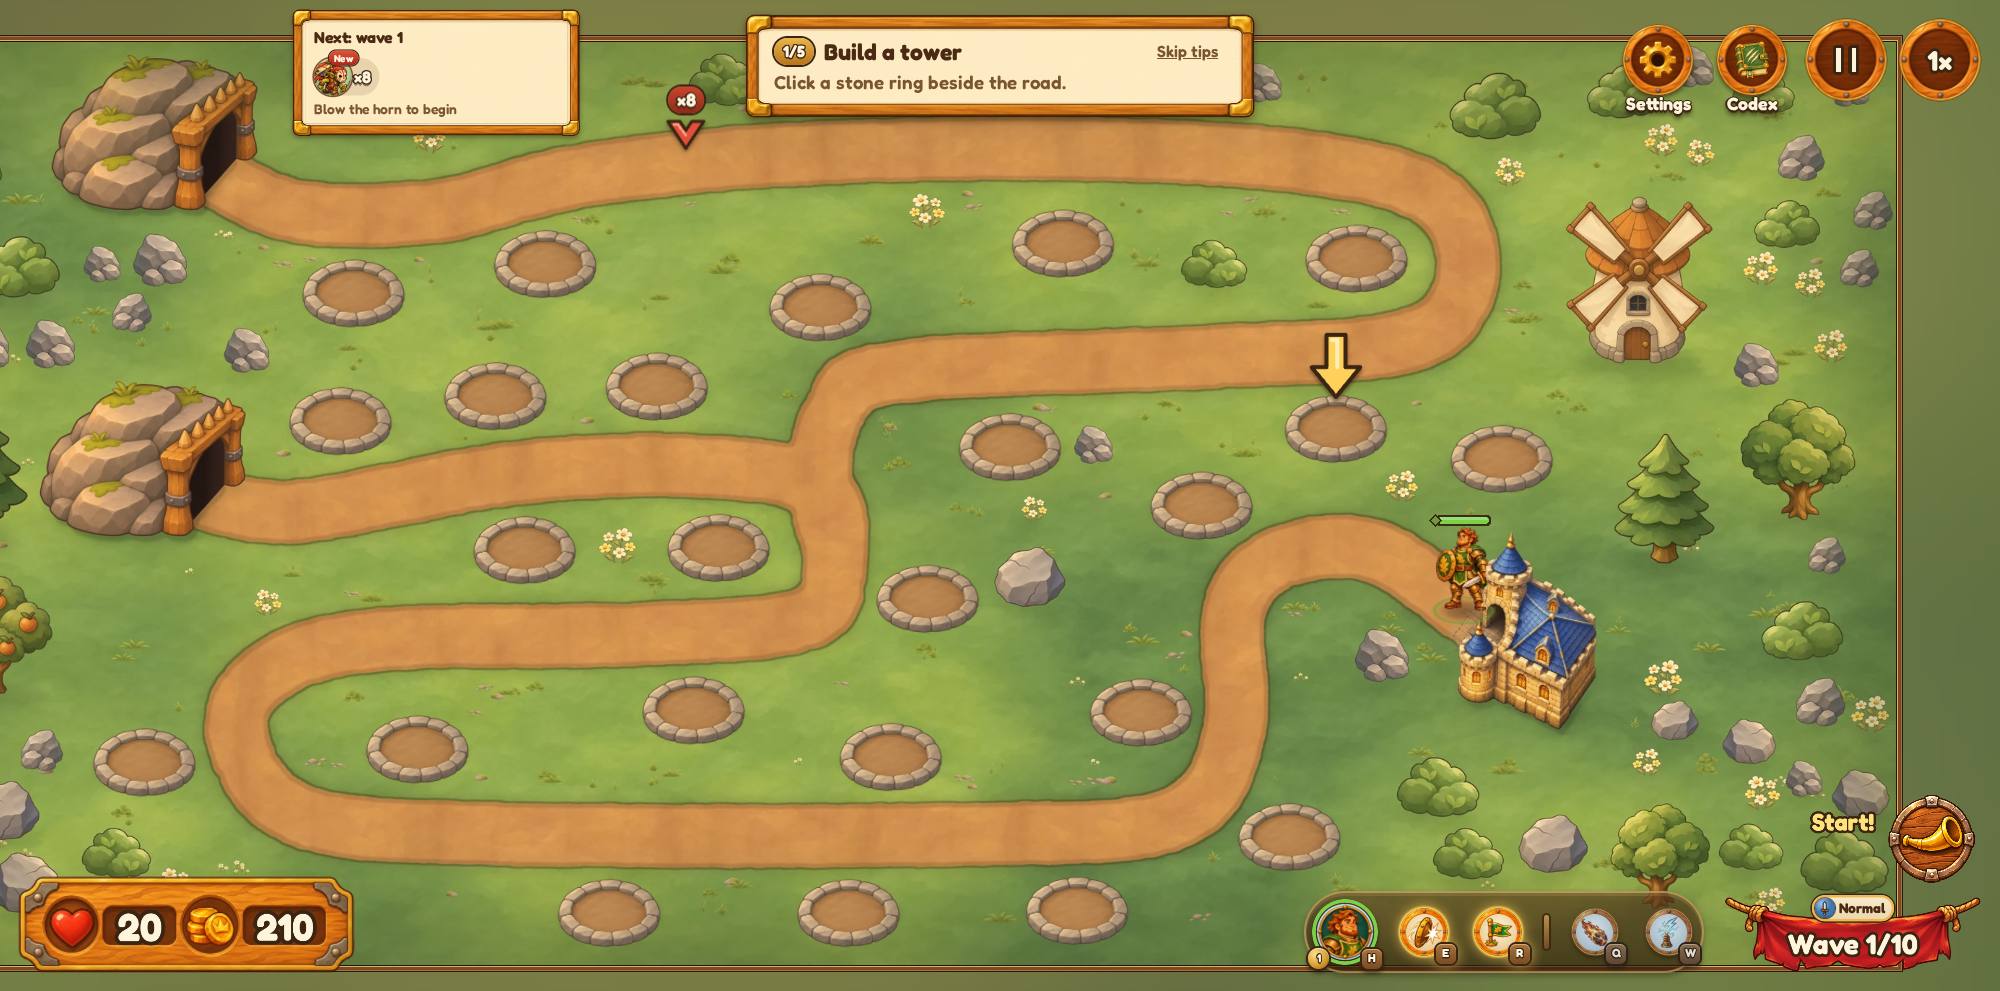 Next: wave 1
New
x8
Blow the horn to begin
x8
1/5 Build a tower Skip tips
Click a stone ring beside the road.
1x
Settings Codex
Start!
20 210
1 H E R Q W
Normal
Wave 1/10